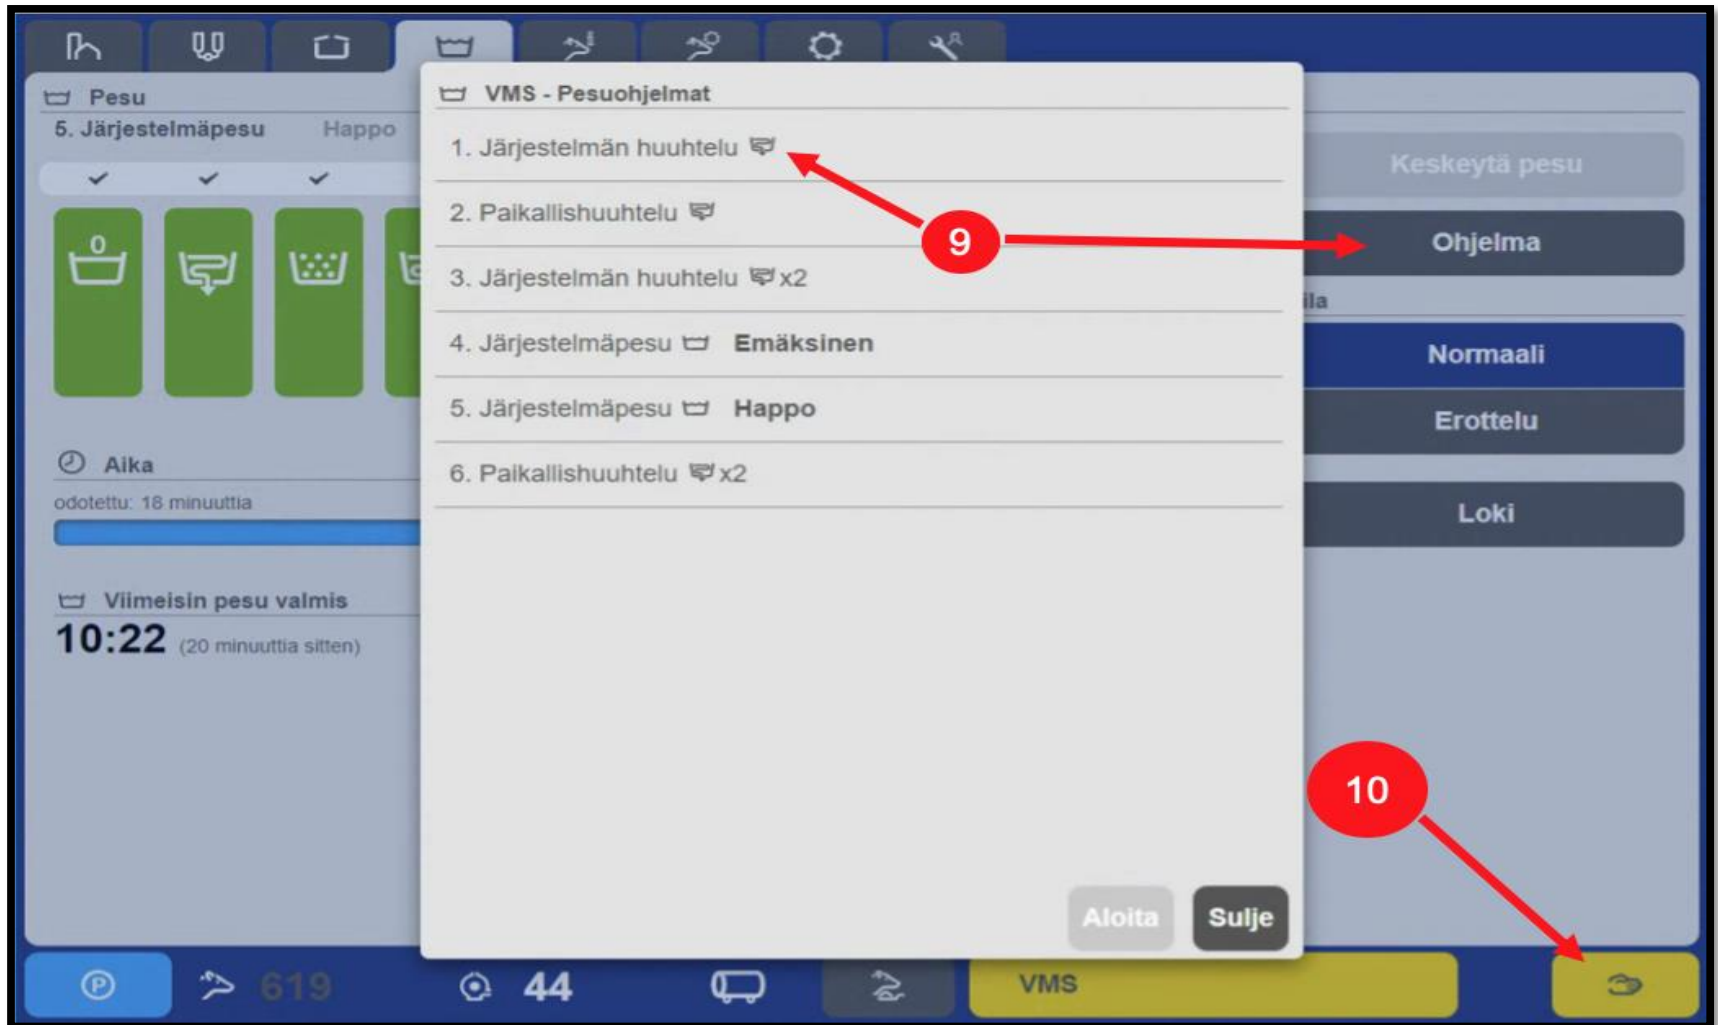 Pesu
5. Järjestelmäpesu Happo
0
Aika
odotettu: 18 minuuttia
Viimeisin pesu valmis
10:22 (20 minuuttia sitten)
VMS - Pesuohjelmat
1. Järjestelmän huuhtelu
2. Paikallishuuhtelu
3. Järjestelmän huuhtelu x2
4. Järjestelmäpesu Emäksinen
5. Järjestelmäpesu Happo
6. Paikallishuuhtelu x2
Aloita Sulje
9
Keskeytä pesu
Ohjelma
ila
Normaali
Erottelu
Loki
10
P 619 44 VMS